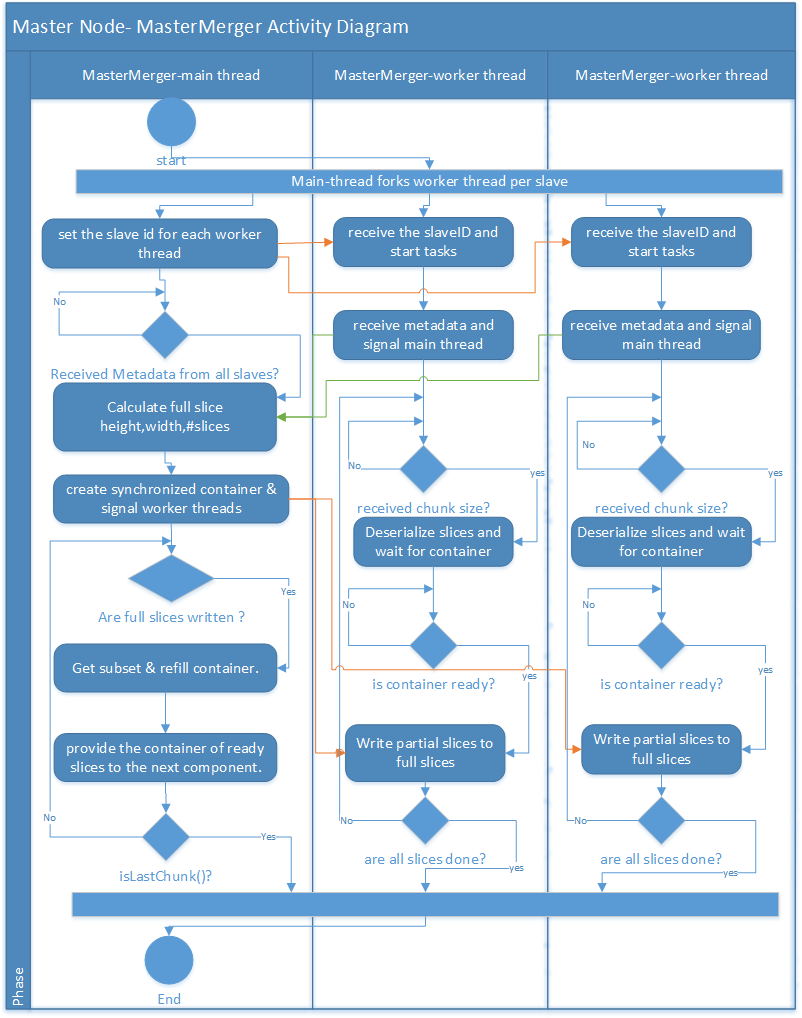 Master Node- MasterMerger Activity Diagram
MasterMerger-main thread
MasterMerger-worker thread
MasterMerger-worker thread
start
Main-thread forks worker thread per slave
set the slave id for each worker
thread
receive the slaveID and
start tasks
receive the slaveID and
start tasks
No
Received Metadata from all slaves?
receive metadata and
signal main thread
receive metadata and signal
main thread
Calculate full slice
height,width,#slices
No
yes
received chunk size?
No
yes
received chunk size?
create synchronized container &
signal worker threads
Deserialize slices and
wait for container
Deserialize slices and wait
for container
Yes
Are full slices written ?
No
is container ready?
yes
No
is container ready?
yes
Get subset & refill container.
provide the container of ready
slices to the next component.
Write partial slices to
full slices
Write partial slices to
full slices
No
Yes
isLastChunk()?
No
are all slices done?
yes
No
are all slices done?
yes
End
Phase